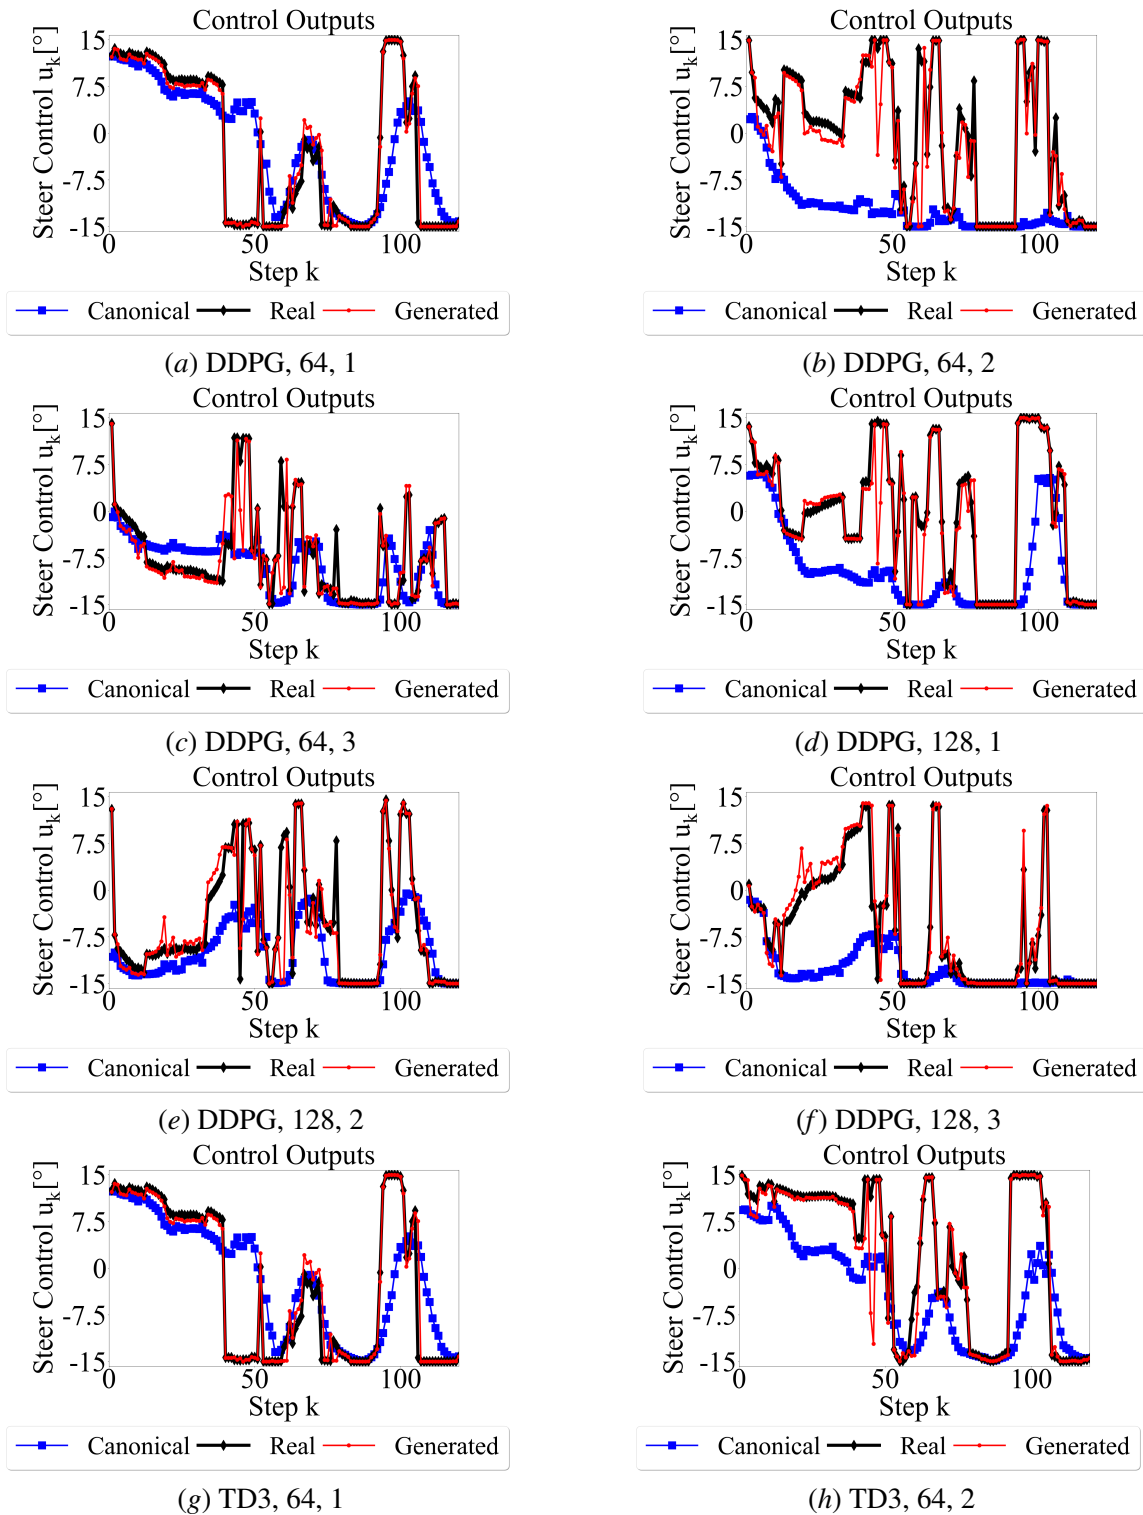 Control Outputs
Control Outputs
Steer Control u_k[°]
15
7.5
0
-7.5
-15
0
50
100
Step k
Steer Control u_k[°]
15
7.5
0
-7.5
-15
0
50
100
Step k
Canonical Real Generated
Canonical Real Generated
(a) DDPG, 64, 1
(b) DDPG, 64, 2
Control Outputs
Control Outputs
Steer Control u_k[°]
15
7.5
0
-7.5
-15
0
50
100
Step k
Steer Control u_k[°]
15
7.5
0
-7.5
-15
0
50
100
Step k
Canonical Real Generated
Canonical Real Generated
(c) DDPG, 64, 3
(d) DDPG, 128, 1
Control Outputs
Control Outputs
Steer Control u_k[°]
15
7.5
0
-7.5
-15
0
50
100
Step k
Steer Control u_k[°]
15
7.5
0
-7.5
-15
0
50
100
Step k
Canonical Real Generated
Canonical Real Generated
(e) DDPG, 128, 2
(f) DDPG, 128, 3
Control Outputs
Control Outputs
Steer Control u_k[°]
15
7.5
0
-7.5
-15
0
50
100
Step k
Steer Control u_k[°]
15
7.5
0
-7.5
-15
0
50
100
Step k
Canonical Real Generated
Canonical Real Generated
(g) TD3, 64, 1
(h) TD3, 64, 2